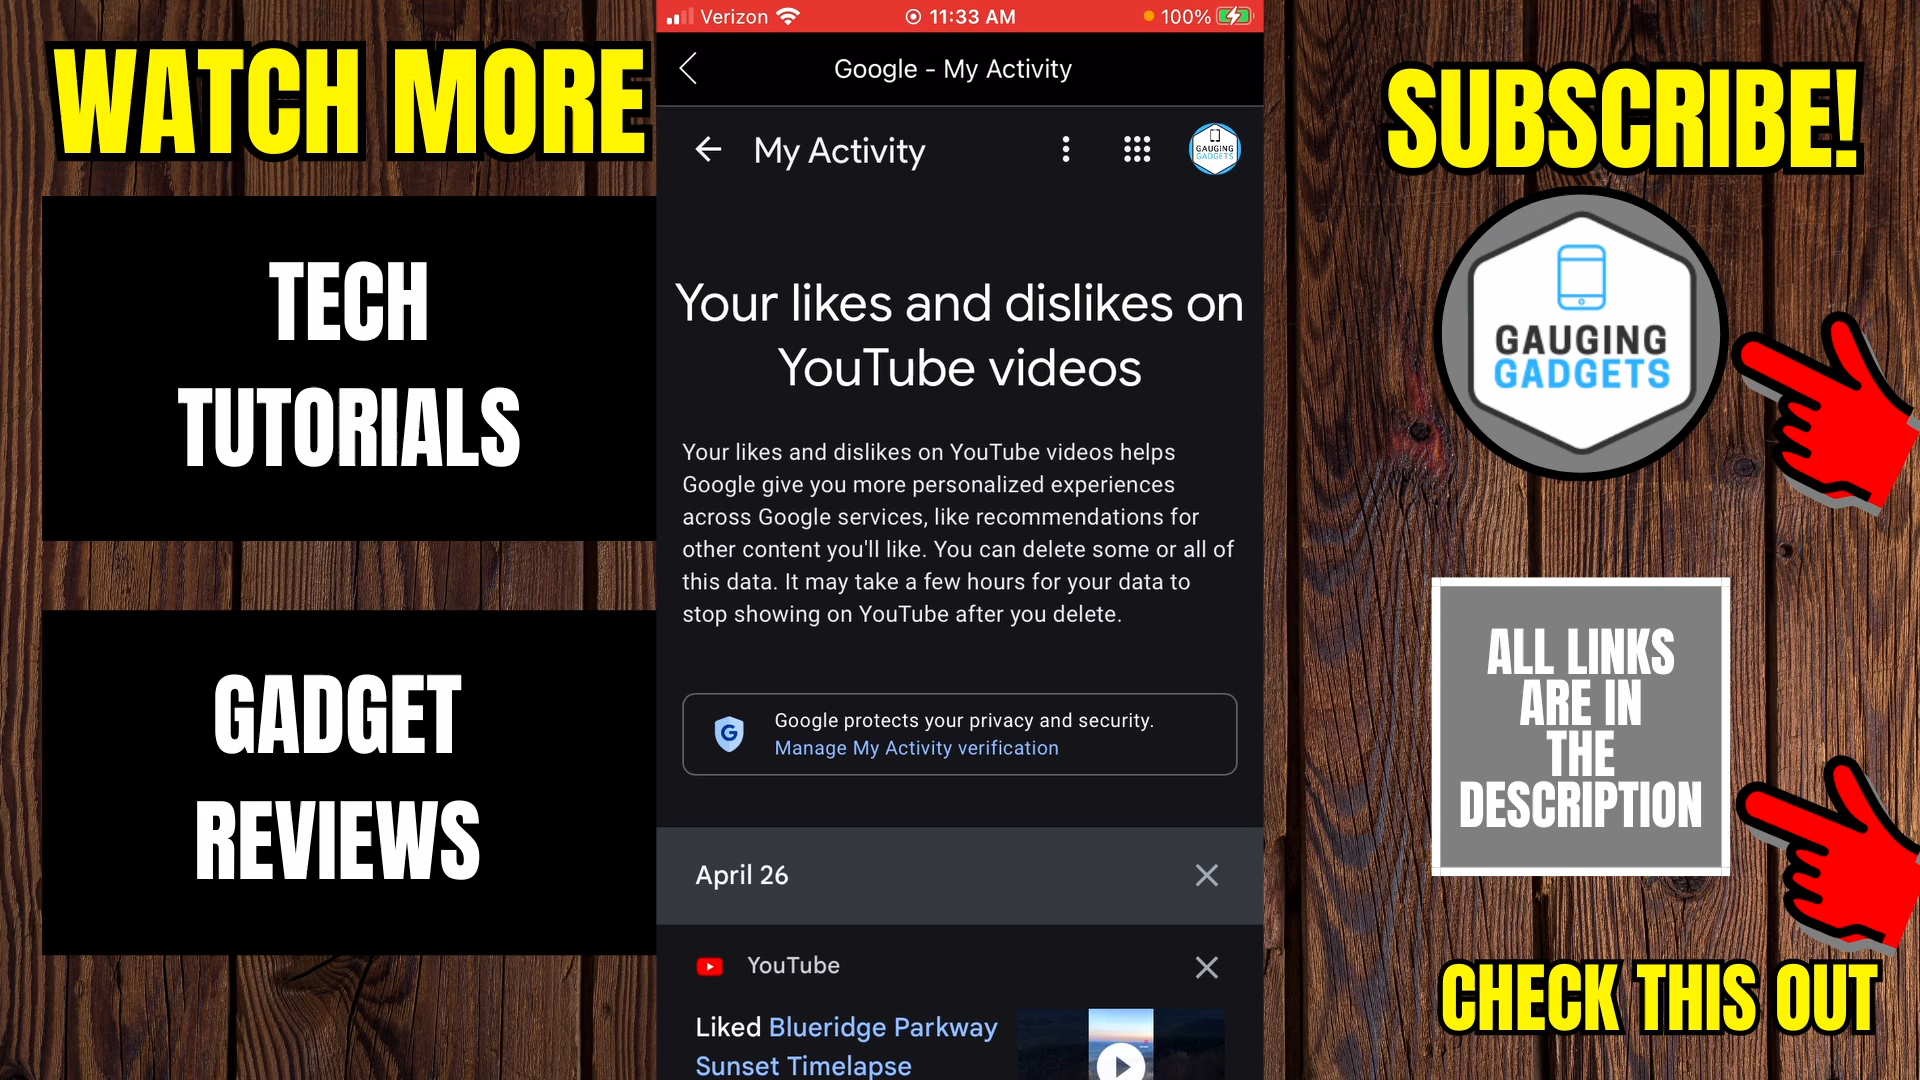 WATCH MORE
TECH
TUTORIALS
GADGET
REVIEWS
Verizon
11:33 AM
100%
Google - My Activity
My Activity
GAUGING
GADGETS
Your likes and dislikes on
YouTube videos
Your likes and dislikes on YouTube videos helps
Google give you more personalized experiences
across Google services, like recommendations for
other content you'll like. You can delete some or all of
this data. It may take a few hours for your data to
stop showing on YouTube after you delete.
G
Google protects your privacy and security.
Manage My Activity verification
April 26
YouTube
Liked Blueridge Parkway
Sunset Timelapse
SUBSCRIBE!
GAUGING
GADGETS
ALL LINKS
ARE IN
THE
DESCRIPTION
CHECK THIS OUT